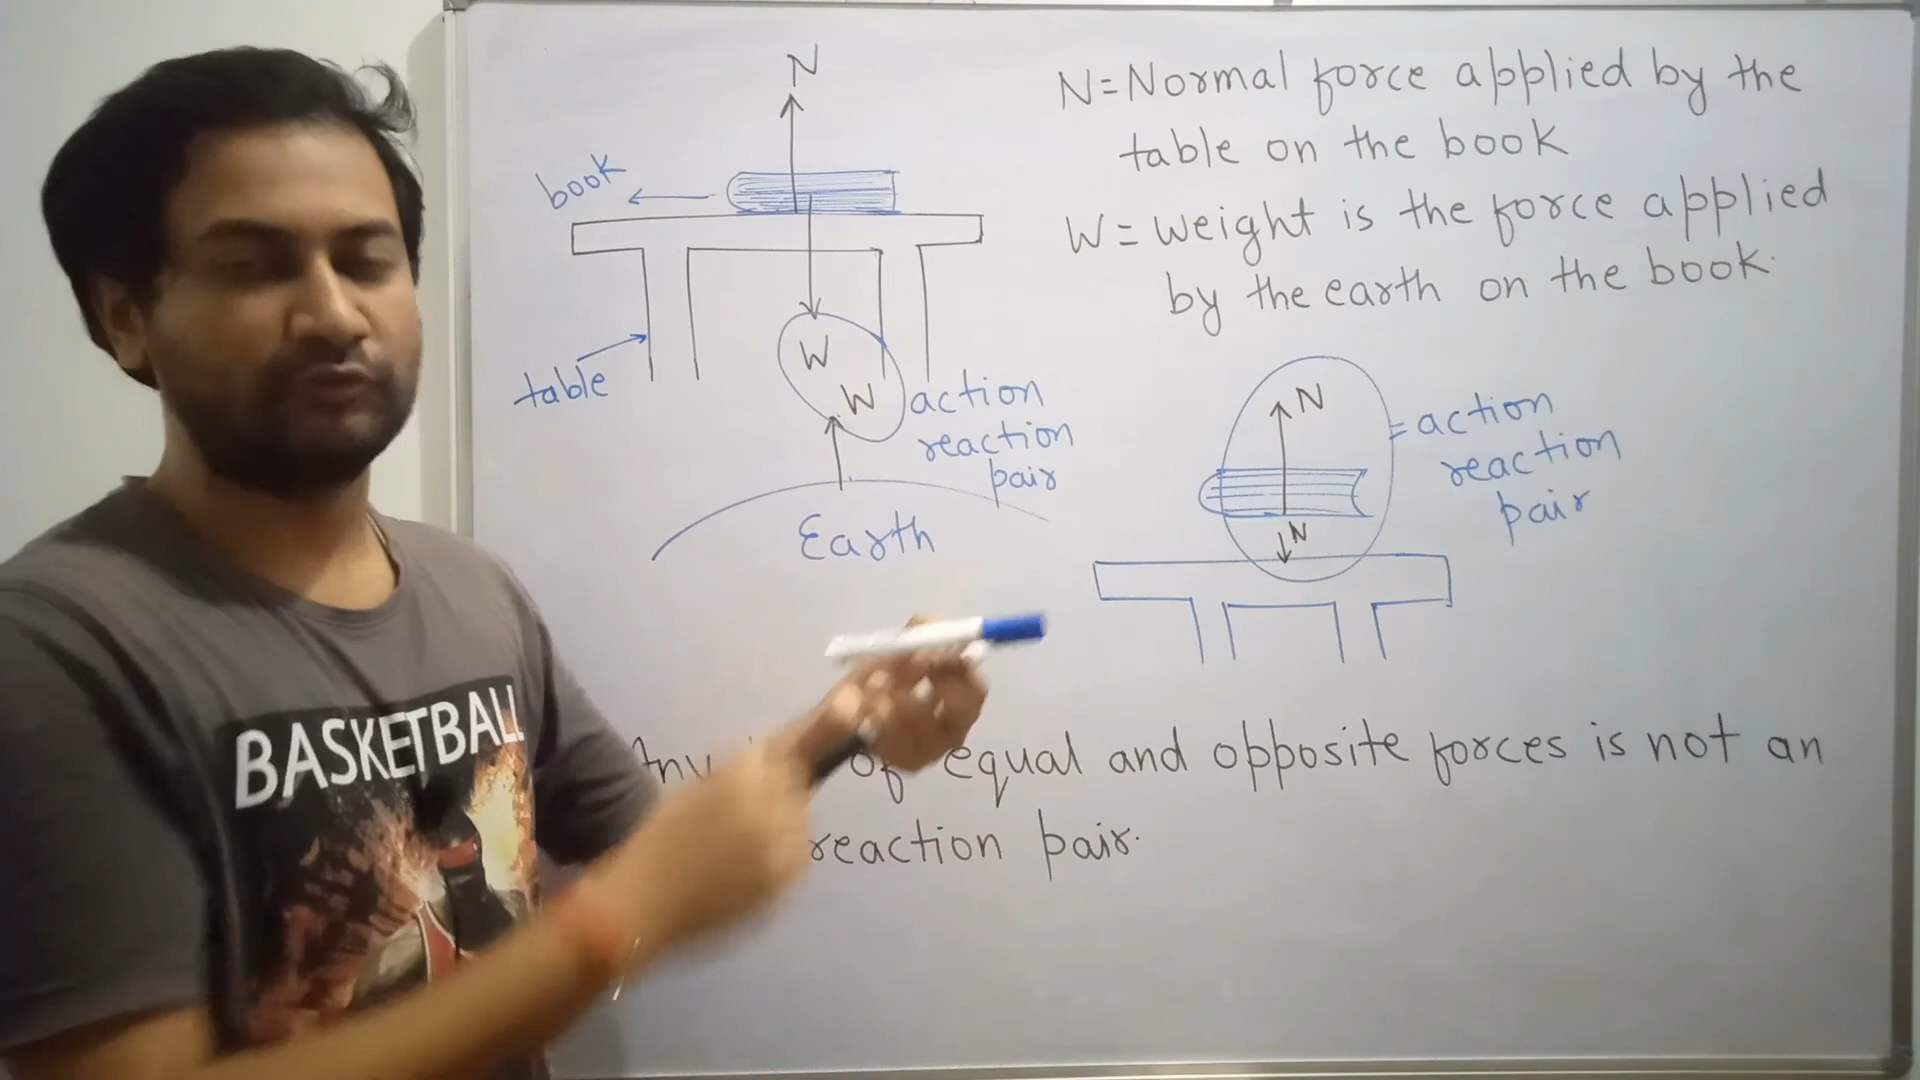 N
book
table
W
W
action
reaction
pair
Earth
N=Normal force applied by the
table on the book
W= weight is the force applied
by the earth on the book.
N
N
=action
reaction
pair
Any of equal and opposite forces is not an
reaction pair.
BASKETBALL